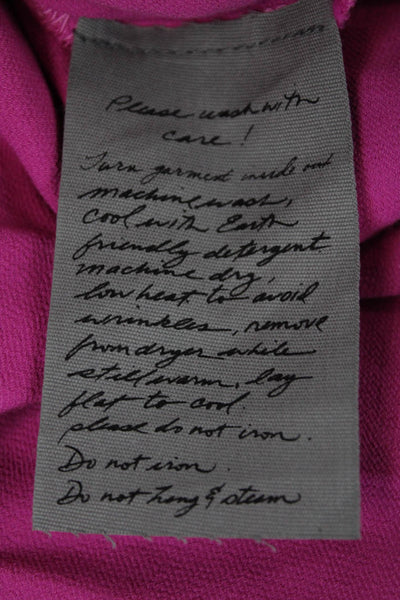 Please wash with
care!
Turn garment inside out
machine wash,
cool with Earth
friendly detergent.
machine dry,
low heat to avoid
wrinkles, remove
from dryer while
still warm, lay
flat to cool.
please do not iron.
Do not iron.
Do not hang & steam